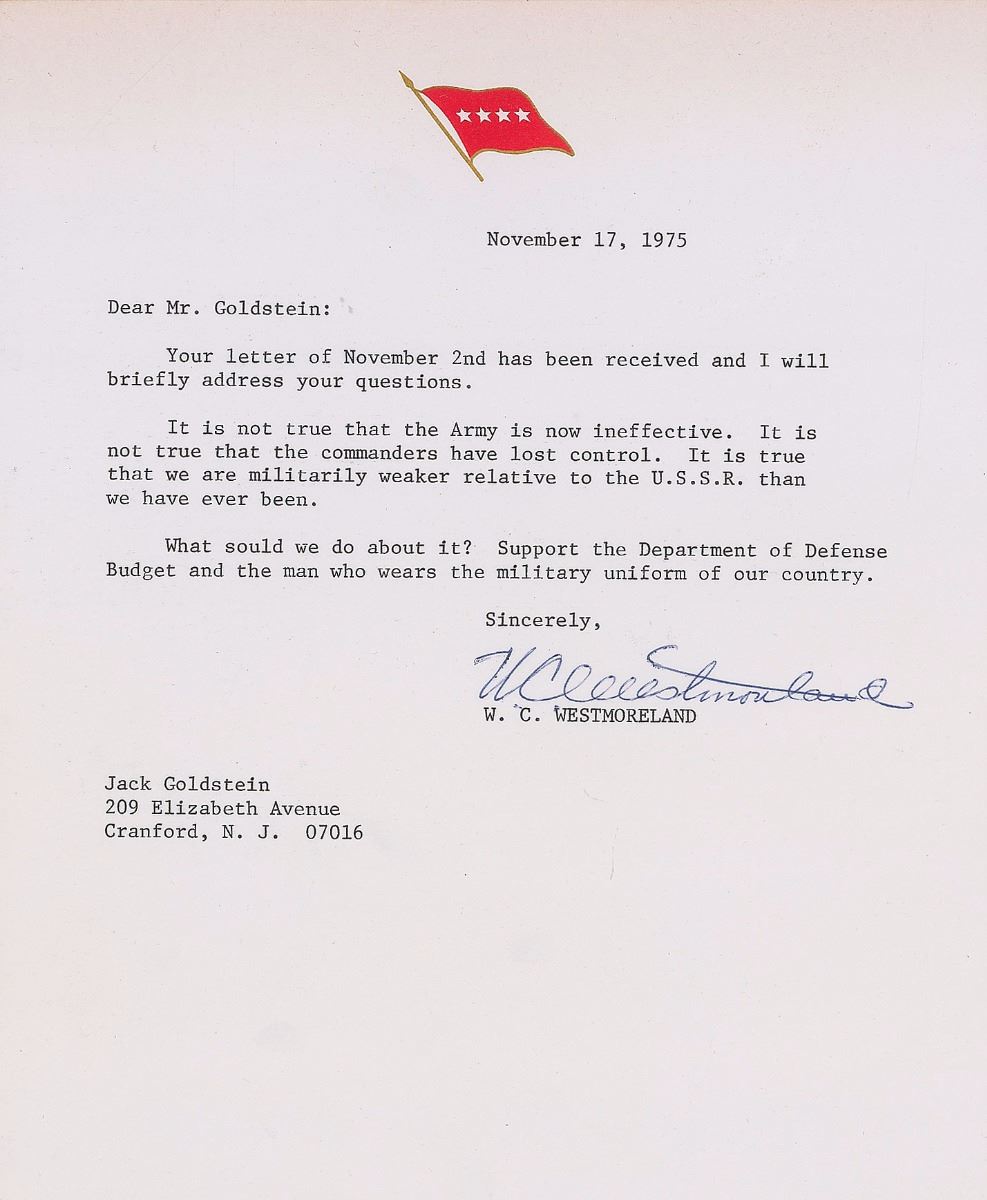 November 17, 1975
Dear Mr. Goldstein:
Your letter of November 2nd has been received and I will
briefly address your questions.
It is not true that the Army is now ineffective. It is
not true that the commanders have lost control. It is true
that we are militarily weaker relative to the U.S.S.R. than
we have ever been.
What sould we do about it? Support the Department of Defense
Budget and the man who wears the military uniform of our country.
Sincerely,
W C Westmoreland
W. C. WESTMORELAND
Jack Goldstein
209 Elizabeth Avenue
Cranford, N. J. 07016